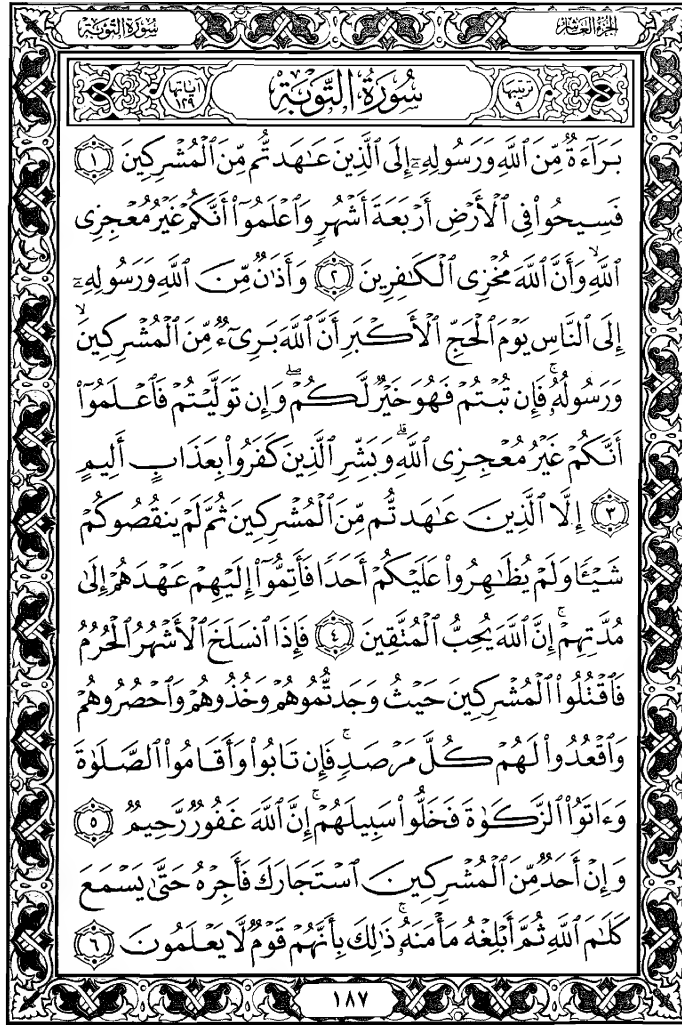 الجزء العاشر سورة التوبة
ترتيبها ٩ سورة التوبة آياتها ١٢٩
بَرَآءَةٌ مِّنَ ٱللَّهِ وَرَسُولِهِۦٓ إِلَى ٱلَّذِينَ عَٰهَدتُّم مِّنَ ٱلْمُشْرِكِينَ ١
فَسِيحُوا۟ فِى ٱلْأَرْضِ أَرْبَعَةَ أَشْهُرٍ وَٱعْلَمُوٓا۟ أَنَّكُمْ غَيْرُ مُعْجِزِى
ٱللَّهِ ۙ وَأَنَّ ٱللَّهَ مُخْزِى ٱلْكَٰفِرِينَ ٢ وَأَذَٰنٌ مِّنَ ٱللَّهِ وَرَسُولِهِۦٓ
إِلَى ٱلنَّاسِ يَوْمَ ٱلْحَجِّ ٱلْأَكْبَرِ أَنَّ ٱللَّهَ بَرِىٓءٌ مِّنَ ٱلْمُشْرِكِينَ ۙ
وَرَسُولُهُۥ ۚ فَإِن تُبْتُمْ فَهُوَ خَيْرٌ لَّكُمْ ۖ وَإِن تَوَلَّيْتُمْ فَٱعْلَمُوٓا۟
أَنَّكُمْ غَيْرُ مُعْجِزِى ٱللَّهِ ۗ وَبَشِّرِ ٱلَّذِينَ كَفَرُوا۟ بِعَذَابٍ أَلِيمٍ
٣ إِلَّا ٱلَّذِينَ عَٰهَدتُّم مِّنَ ٱلْمُشْرِكِينَ ثُمَّ لَمْ يَنقُصُوكُمْ
شَيْـًٔا وَلَمْ يُظَٰهِرُوا۟ عَلَيْكُمْ أَحَدًا فَأَتِمُّوٓا۟ إِلَيْهِمْ عَهْدَهُمْ إِلَىٰ
مُدَّتِهِمْ ۚ إِنَّ ٱللَّهَ يُحِبُّ ٱلْمُتَّقِينَ ٤ فَإِذَا ٱنسَلَخَ ٱلْأَشْهُرُ ٱلْحُرُمُ
فَٱقْتُلُوا۟ ٱلْمُشْرِكِينَ حَيْثُ وَجَدتُّمُوهُمْ وَخُذُوهُمْ وَٱحْصُرُوهُمْ
وَٱقْعُدُوا۟ لَهُمْ كُلَّ مَرْصَدٍ ۚ فَإِن تَابُوا۟ وَأَقَامُوا۟ ٱلصَّلَوٰةَ
وَءَاتَوُا۟ ٱلزَّكَوٰةَ فَخَلُّوا۟ سَبِيلَهُمْ ۚ إِنَّ ٱللَّهَ غَفُورٌ رَّحِيمٌ ٥
وَإِنْ أَحَدٌ مِّنَ ٱلْمُشْرِكِينَ ٱسْتَجَارَكَ فَأَجِرْهُ حَتَّىٰ يَسْمَعَ
كَلَٰمَ ٱللَّهِ ثُمَّ أَبْلِغْهُ مَأْمَنَهُۥ ۚ ذَٰلِكَ بِأَنَّهُمْ قَوْمٌ لَّا يَعْلَمُونَ ٦
١٨٧